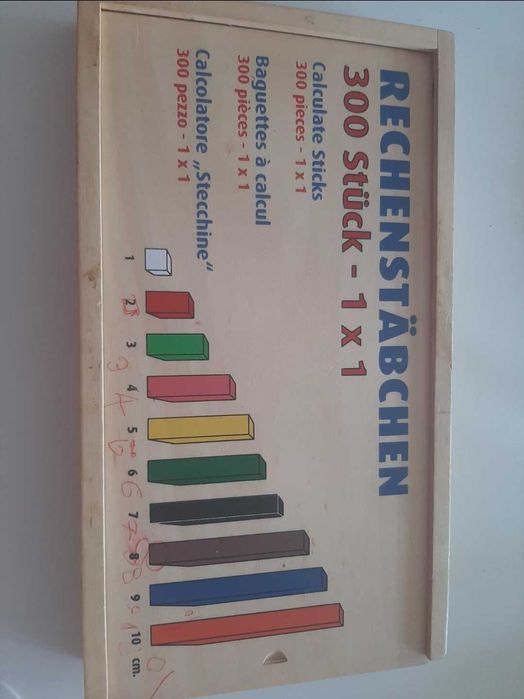 RECHENSTÄBCHEN
300 Stück - 1 x 1
Calculate Sticks
300 pieces - 1 x 1
Baguettes à calcul
300 pièces - 1 x 1
Calcolatore „Stecchine“
300 pezzo - 1 x 1
1 2 3 4 5 6 7 8 9 10 cm.